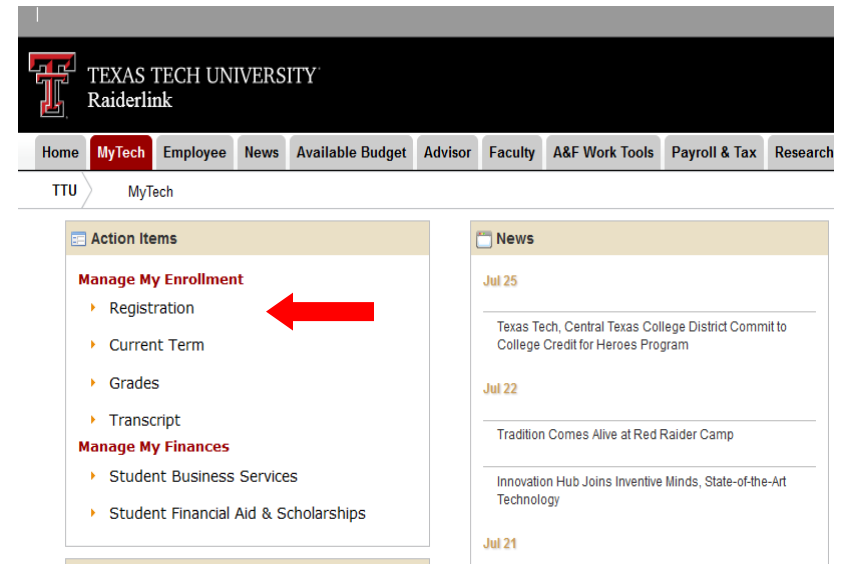 TEXAS TECH UNIVERSITY
Raiderlink
Home MyTech Employee News Available Budget Advisor Faculty A&F Work Tools Payroll & Tax Research
TTU MyTech
Action Items
Manage My Enrollment
Registration
Current Term
Grades
Transcript
Manage My Finances
Student Business Services
Student Financial Aid & Scholarships
News
Jul 25
Texas Tech, Central Texas College District Commit to
College Credit for Heroes Program
Jul 22
Tradition Comes Alive at Red Raider Camp
Innovation Hub Joins Inventive Minds, State-of-the-Art
Technology
Jul 21